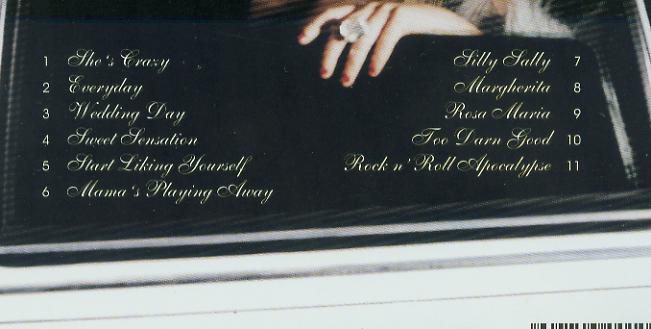 1 She's Crazy
2 Everyday
3 Wedding Day
4 Sweet Sensation
5 Start Liking Yourself
6 Mama's Playing Away
Silly Sally 7
Margherita 8
Rosa Maria 9
Too Darn Good 10
Rock n' Roll Apocalypse 11